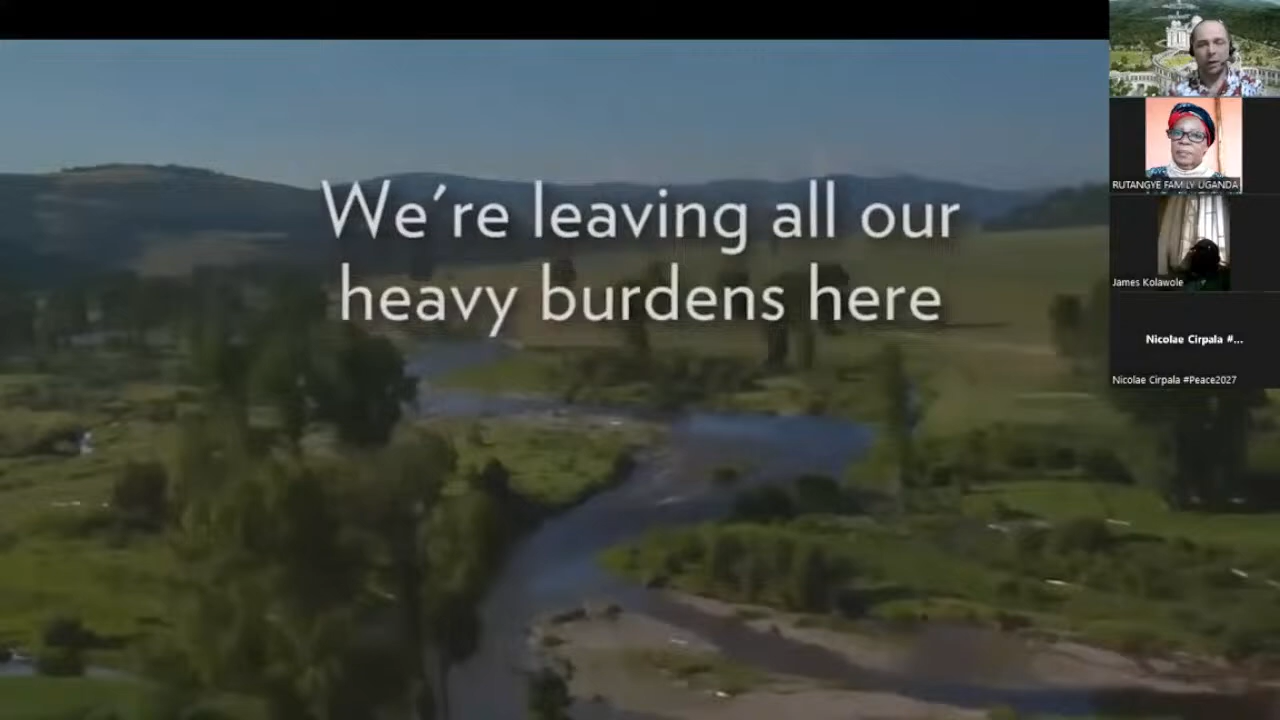 We're leaving all our
heavy burdens here
RUTANGYE FAMILY UGANDA
James Kolawole
Nicolae Cirpala #...
Nicolae Cirpala #Peace2027